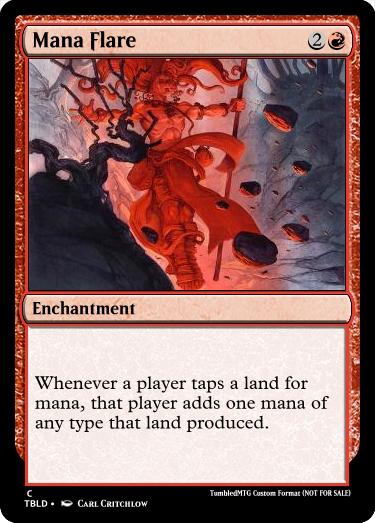 Mana Flare 2
Enchantment
Whenever a player taps a land for
mana, that player adds one mana of
any type that land produced.
C
TBLD • Carl Critchlow
TumbledMTG Custom Format (NOT FOR SALE)